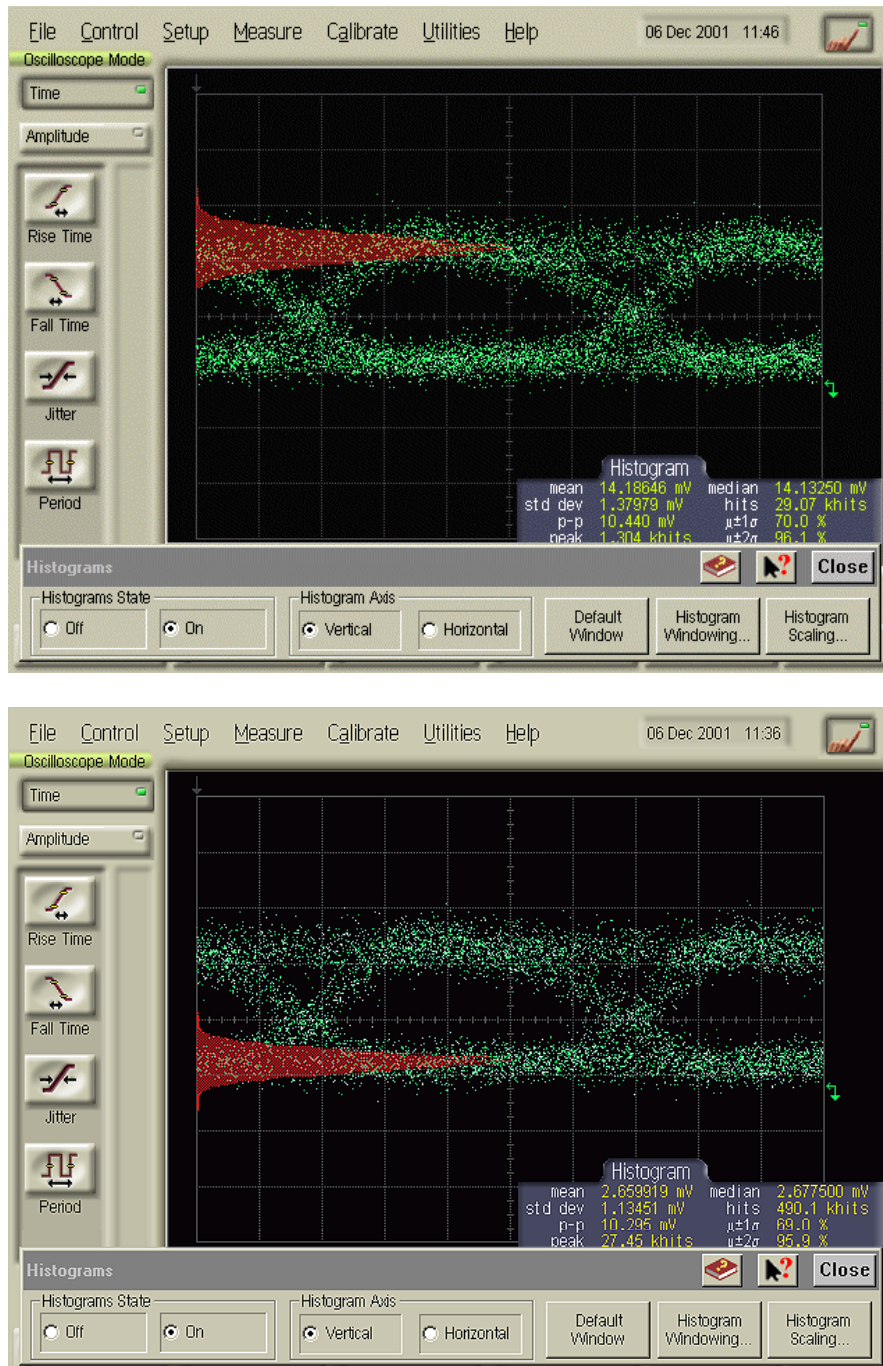 File Control Setup Measure Calibrate Utilities Help 06 Dec 2001 11:46
Oscilloscope Mode
Time
Amplitude
Rise Time
Fall Time
Jitter
Period
Histogram
mean 14.18646 mV median 14.13250 mV
std dev 1.37979 mV hits 29.07 khits
p-p 10.440 mV µ±1σ 70.0 %
peak 1.304 khits µ±2σ 96.1 %
Histograms Close
Histograms State Histogram Axis
Off On Vertical Horizontal Default Window Histogram Windowing... Histogram Scaling...
File Control Setup Measure Calibrate Utilities Help 06 Dec 2001 11:36
Oscilloscope Mode
Time
Amplitude
Rise Time
Fall Time
Jitter
Period
Histogram
mean 2.659919 mV median 2.677500 mV
std dev 1.13451 mV hits 490.1 khits
p-p 10.295 mV µ±1σ 69.0 %
peak 27.45 khits µ±2σ 95.9 %
Histograms Close
Histograms State Histogram Axis
Off On Vertical Horizontal Default Window Histogram Windowing... Histogram Scaling...